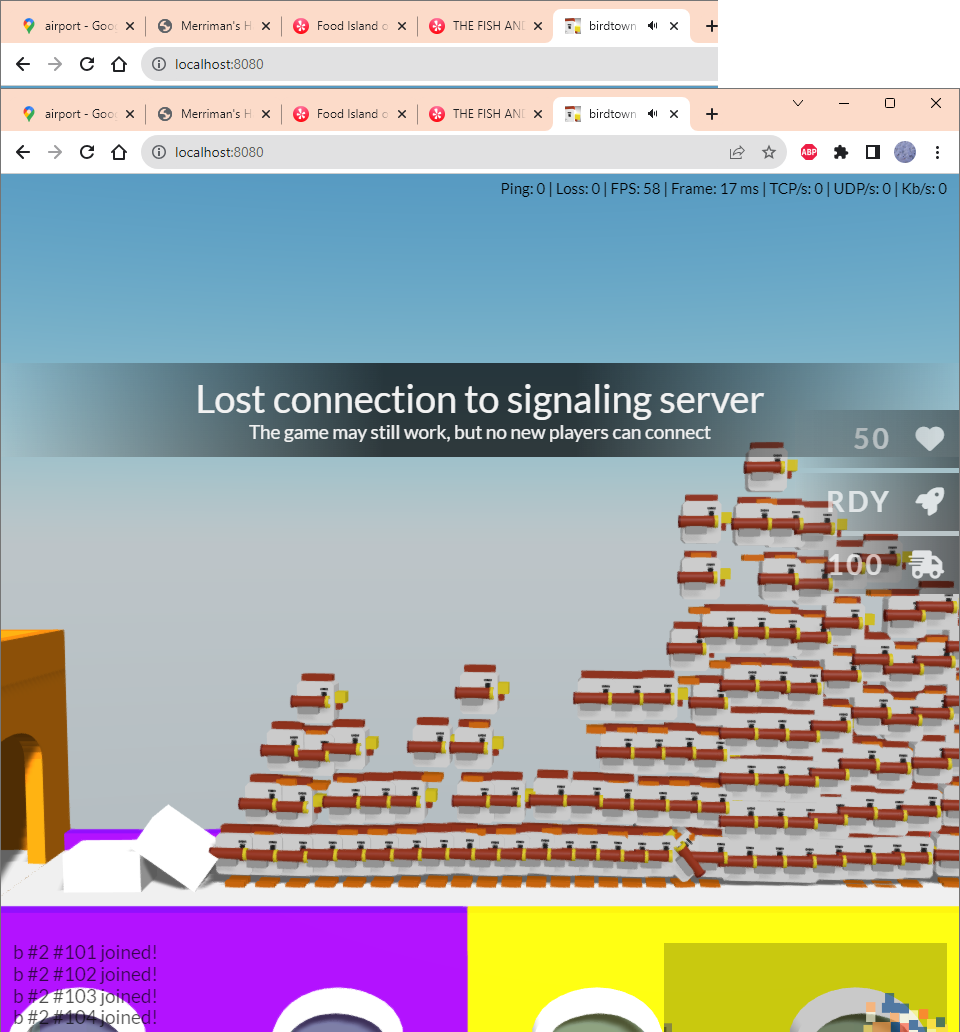 airport - Goo
Merriman's H
Food Island o
THE FISH AND
birdtown
localhost:8080
airport - Goo
Merriman's H
Food Island o
THE FISH AND
birdtown
localhost:8080
ABP
Ping: 0 | Loss: 0 | FPS: 58 | Frame: 17 ms | TCP/s: 0 | UDP/s: 0 | Kb/s: 0
Lost connection to signaling server
The game may still work, but no new players can connect
50
RDY
100
b #2 #101 joined!
b #2 #102 joined!
b #2 #103 joined!
b #2 #104 joined!